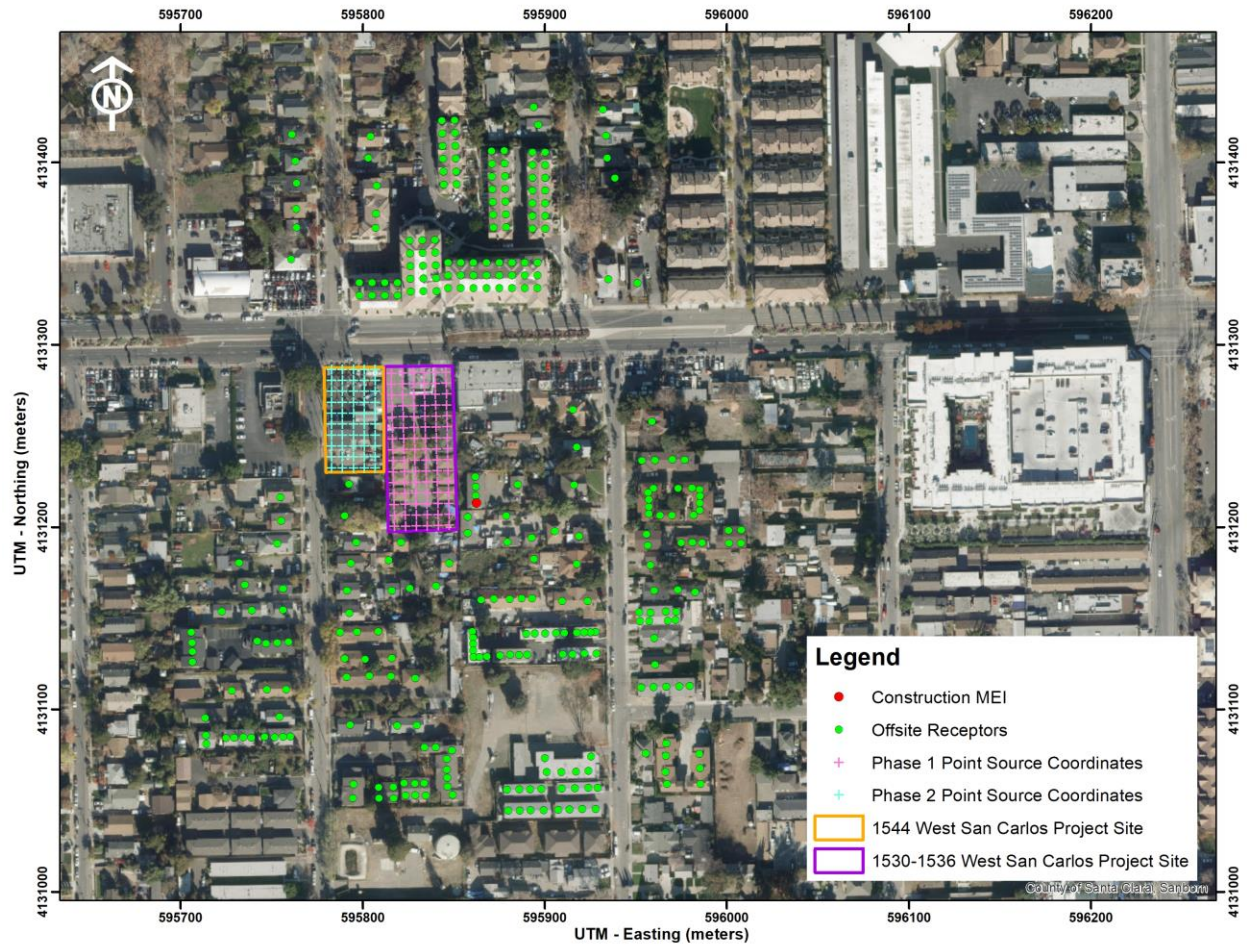 595700 595800 595900 596000 596100 596200
N
4131400 4131400
4131300 4131300
4131200 4131200
4131100 4131100
4131000 4131000
UTM - Northing (meters)
Legend
Construction MEI
Offsite Receptors
Phase 1 Point Source Coordinates
Phase 2 Point Source Coordinates
1544 West San Carlos Project Site
1530-1536 West San Carlos Project Site
County of Santa Clara, Sanborn
595700 595800 595900 596000 596100 596200
UTM - Easting (meters)